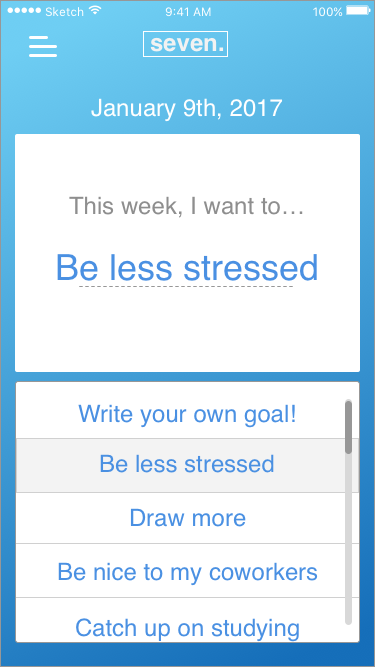 Sketch 9:41 AM 100%
seven.
January 9th, 2017
This week, I want to…
Be less stressed
Write your own goal!
Be less stressed
Draw more
Be nice to my coworkers
Catch up on studying